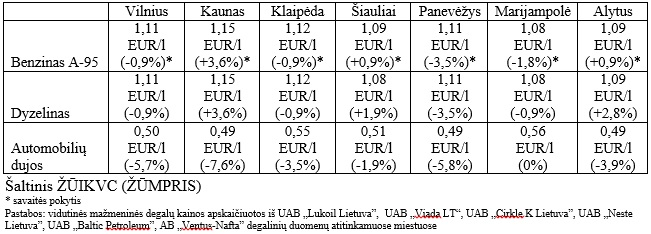 Vilnius Kaunas Klaipėda Šiauliai Panevėžys Marijampolė Alytus
1,11 1,15 1,12 1,09 1,11 1,08 1,09
EUR/l EUR/l EUR/l EUR/l EUR/l EUR/l EUR/l
Benzinas A-95 (-0,9%)* (+3,6%)* (-0,9%)* (+0,9%)* (-3,5%)* (-1,8%)* (+0,9%)*
1,11 1,15 1,12 1,08 1,11 1,08 1,09
EUR/l EUR/l EUR/l EUR/l EUR/l EUR/l EUR/l
Dyzelinas (-0,9%) (+3,6%) (-0,9%) (+1,9%) (-3,5%) (-0,9%) (+2,8%)
0,50 0,49 0,55 0,51 0,49 0,56 0,49
Automobilių EUR/l EUR/l EUR/l EUR/l EUR/l EUR/l EUR/l
dujos (-5,7%) (-7,6%) (-3,5%) (-1,9%) (-5,8%) (0%) (-3,9%)
Šaltinis ŽŪIKVC (ŽŪMPRIS)
* savaitės pokytis
Pastabos: vidutinės mažmeninės degalų kainos apskaičiuotos iš UAB „Lukoil Lietuva”, UAB „Viada LT“, UAB „Cirkle K Lietuva”, UAB „Neste
Lietuva”, UAB „Baltic Petroleum”, AB „Ventus-Nafta” degalinių duomenų atitinkamuose miestuose